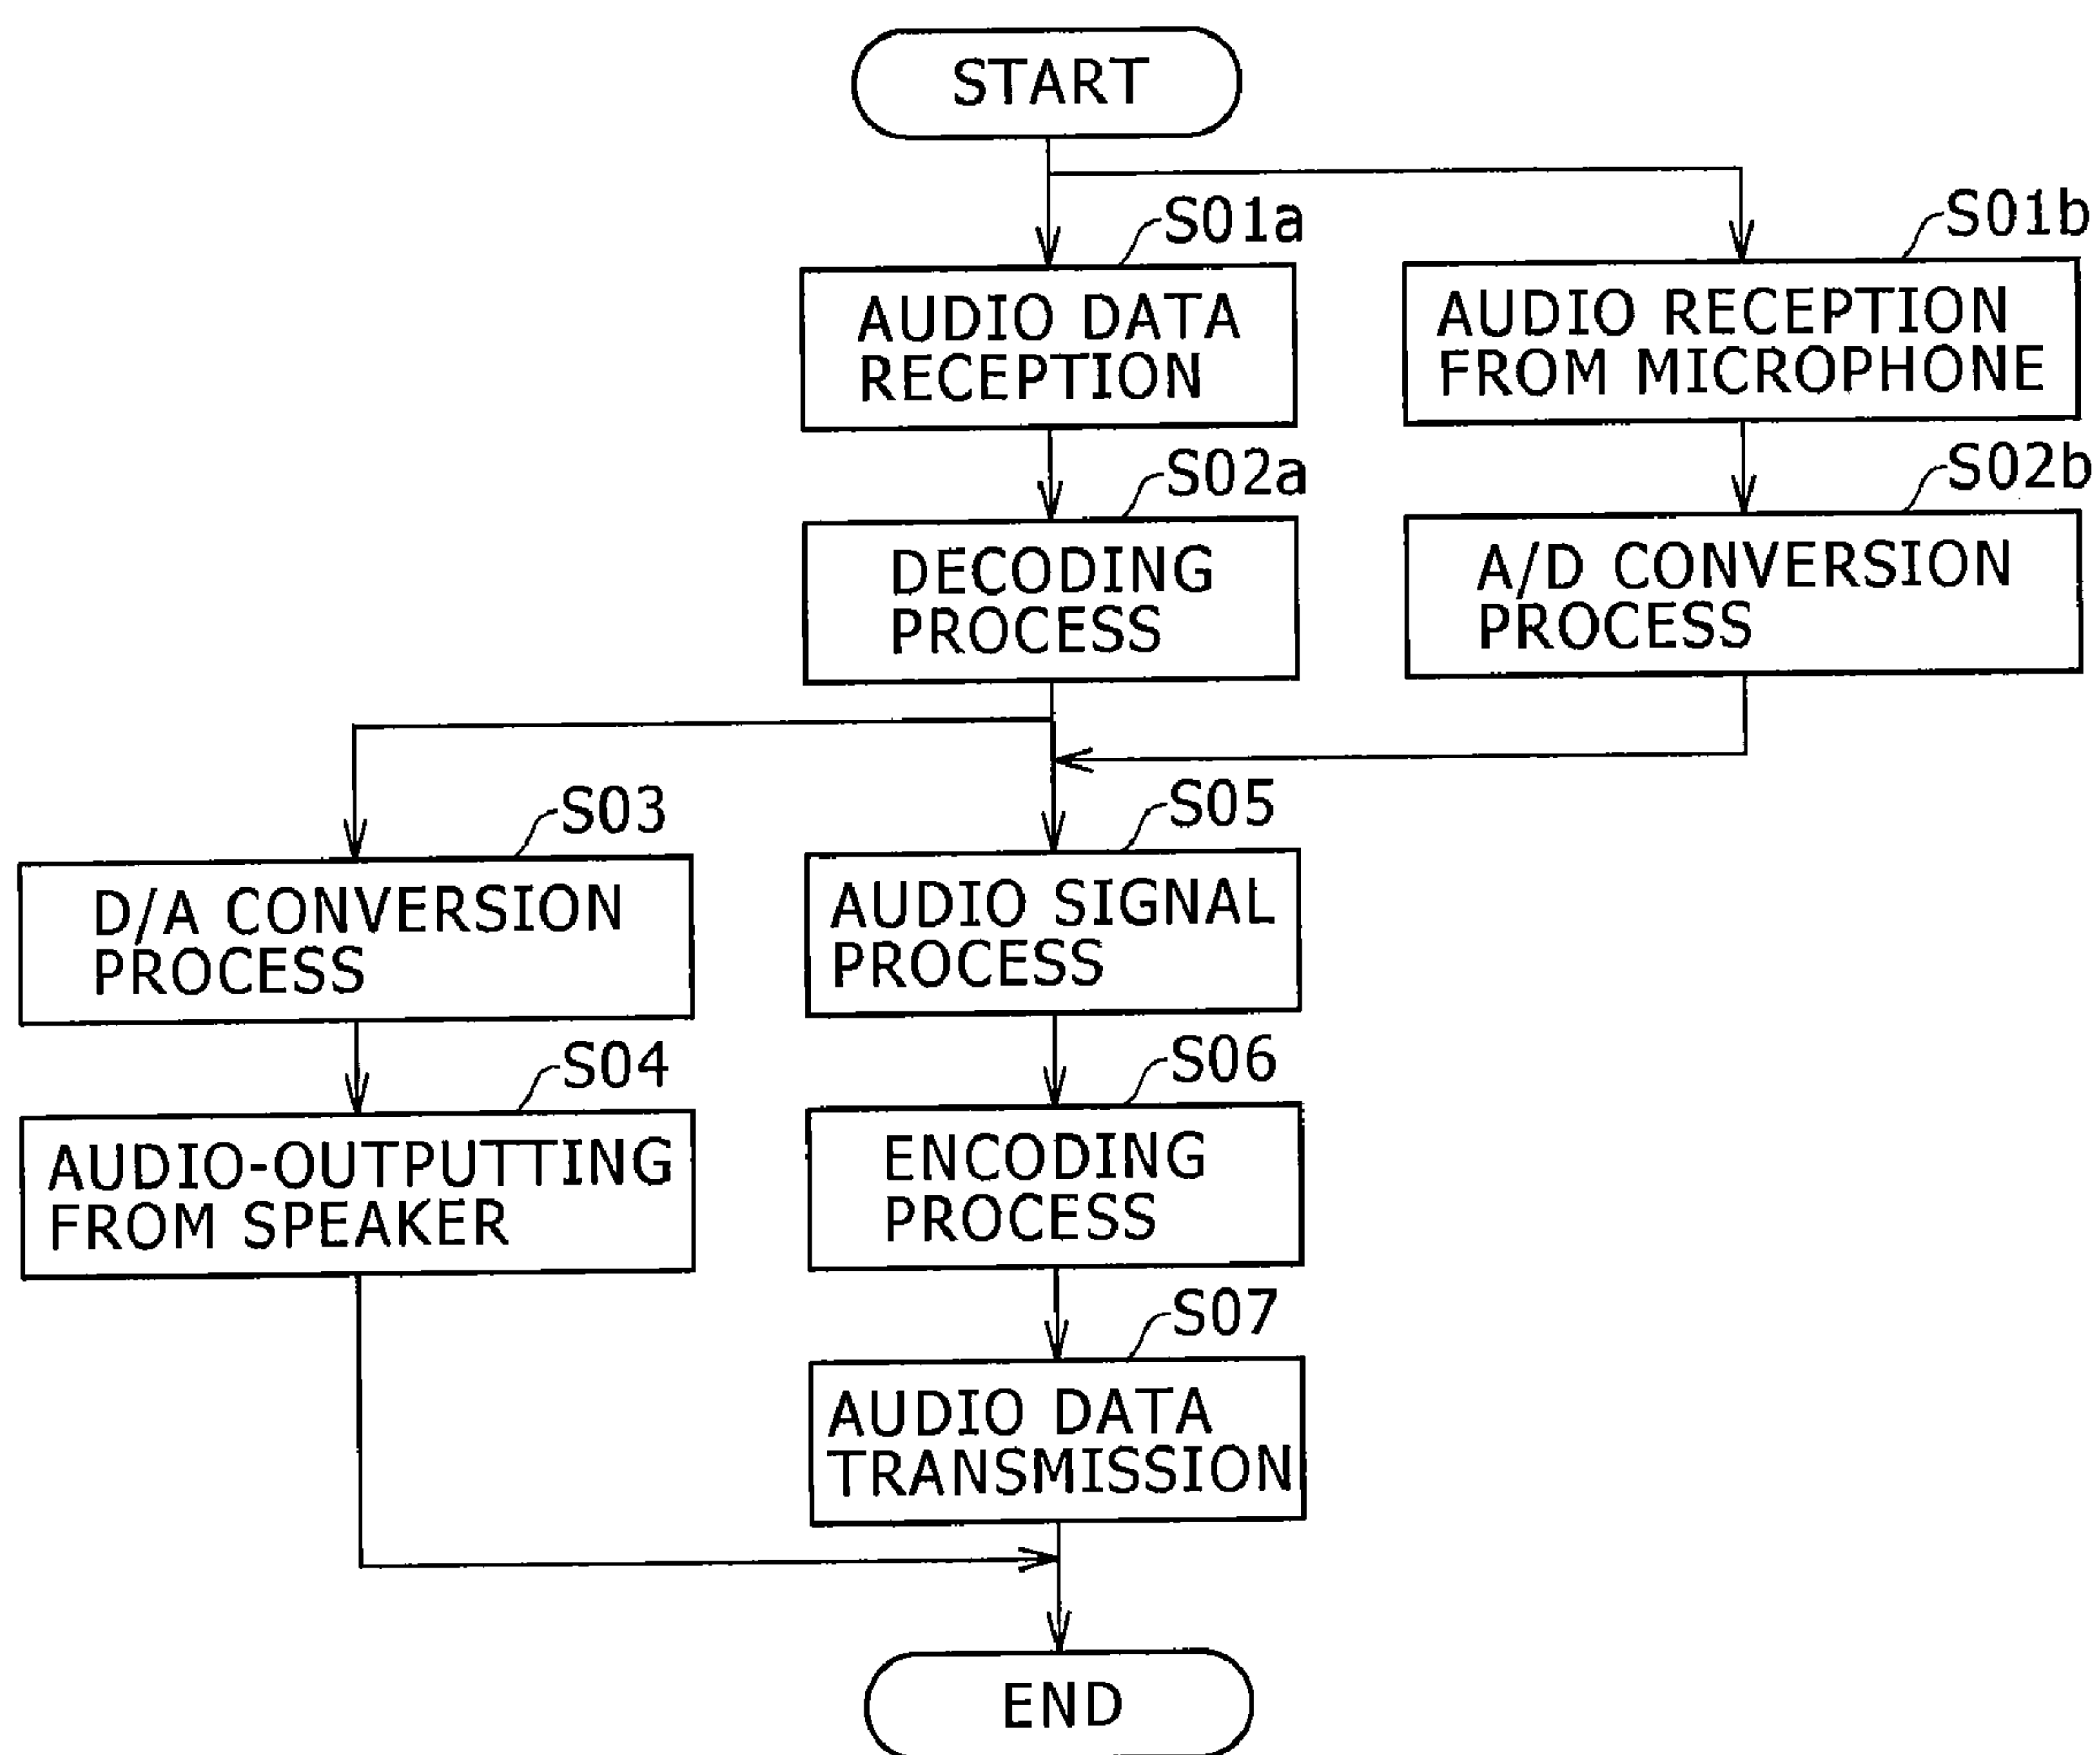 START
S01a
AUDIO DATA
RECEPTION
S01b
AUDIO RECEPTION
FROM MICROPHONE
S02a
DECODING
PROCESS
S02b
A/D CONVERSION
PROCESS
S03
D/A CONVERSION
PROCESS
S05
AUDIO SIGNAL
PROCESS
S04
AUDIO-OUTPUTTING
FROM SPEAKER
S06
ENCODING
PROCESS
S07
AUDIO DATA
TRANSMISSION
END